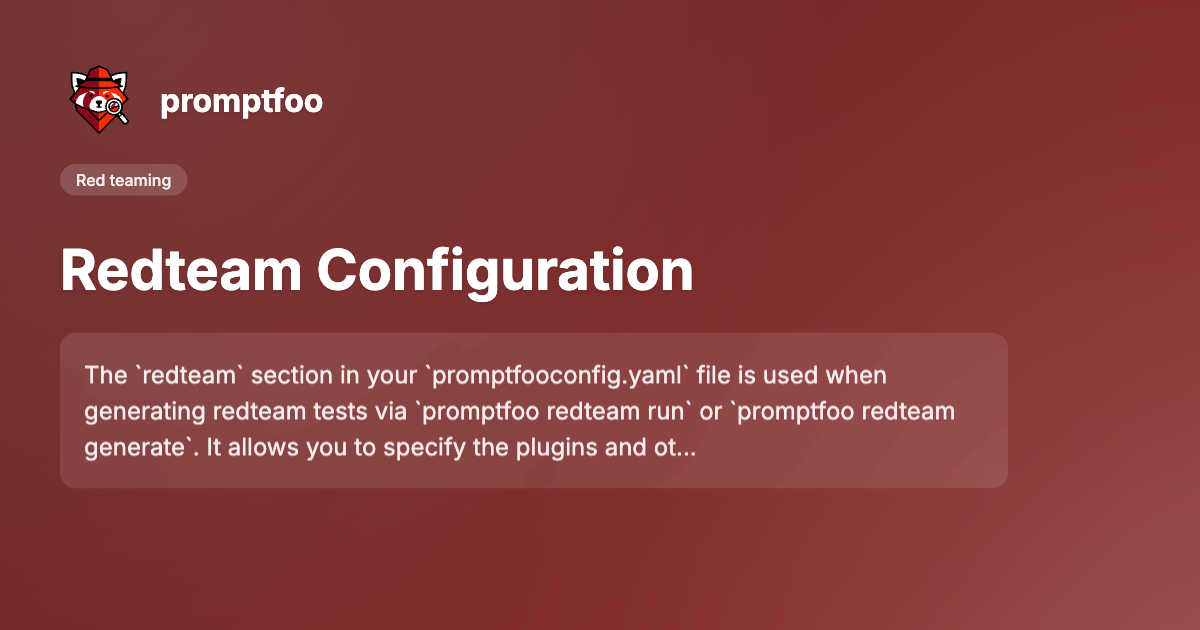 promptfoo
Red teaming
Redteam Configuration
The `redteam` section in your `promptfooconfig.yaml` file is used when
generating redteam tests via `promptfoo redteam run` or `promptfoo redteam
generate`. It allows you to specify the plugins and ot...